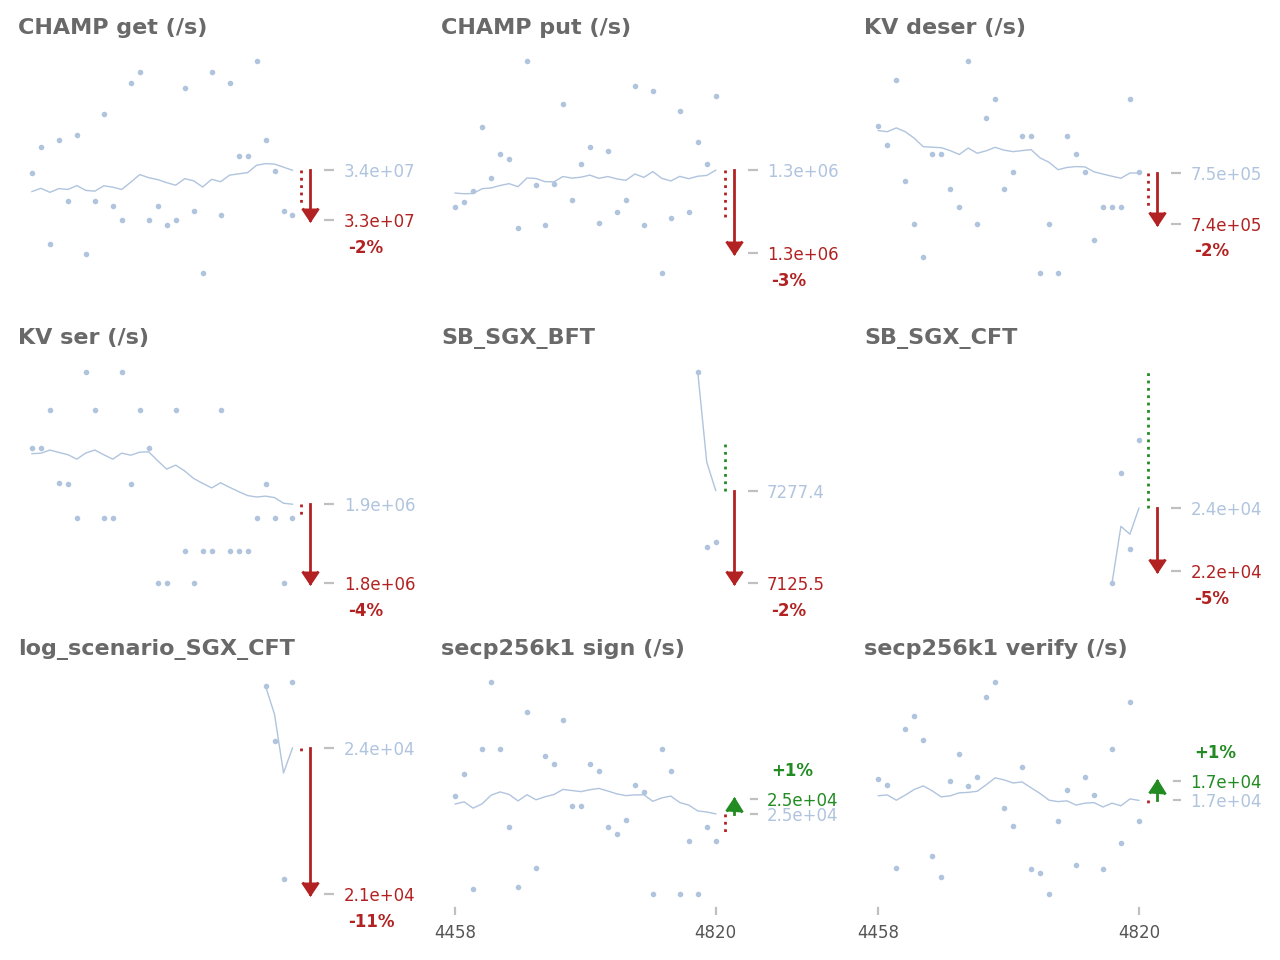 CHAMP get (/s)
CHAMP put (/s)
KV deser (/s)
3.4e+07
3.3e+07
-2%
1.3e+06
1.3e+06
-3%
7.5e+05
7.4e+05
-2%
KV ser (/s)
SB_SGX_BFT
SB_SGX_CFT
1.9e+06
1.8e+06
-4%
7277.4
7125.5
-2%
2.4e+04
2.2e+04
-5%
log_scenario_SGX_CFT
secp256k1 sign (/s)
secp256k1 verify (/s)
2.4e+04
2.1e+04
-11%
+1%
2.5e+04
2.5e+04
+1%
1.7e+04
1.7e+04
4458
4820
4458
4820